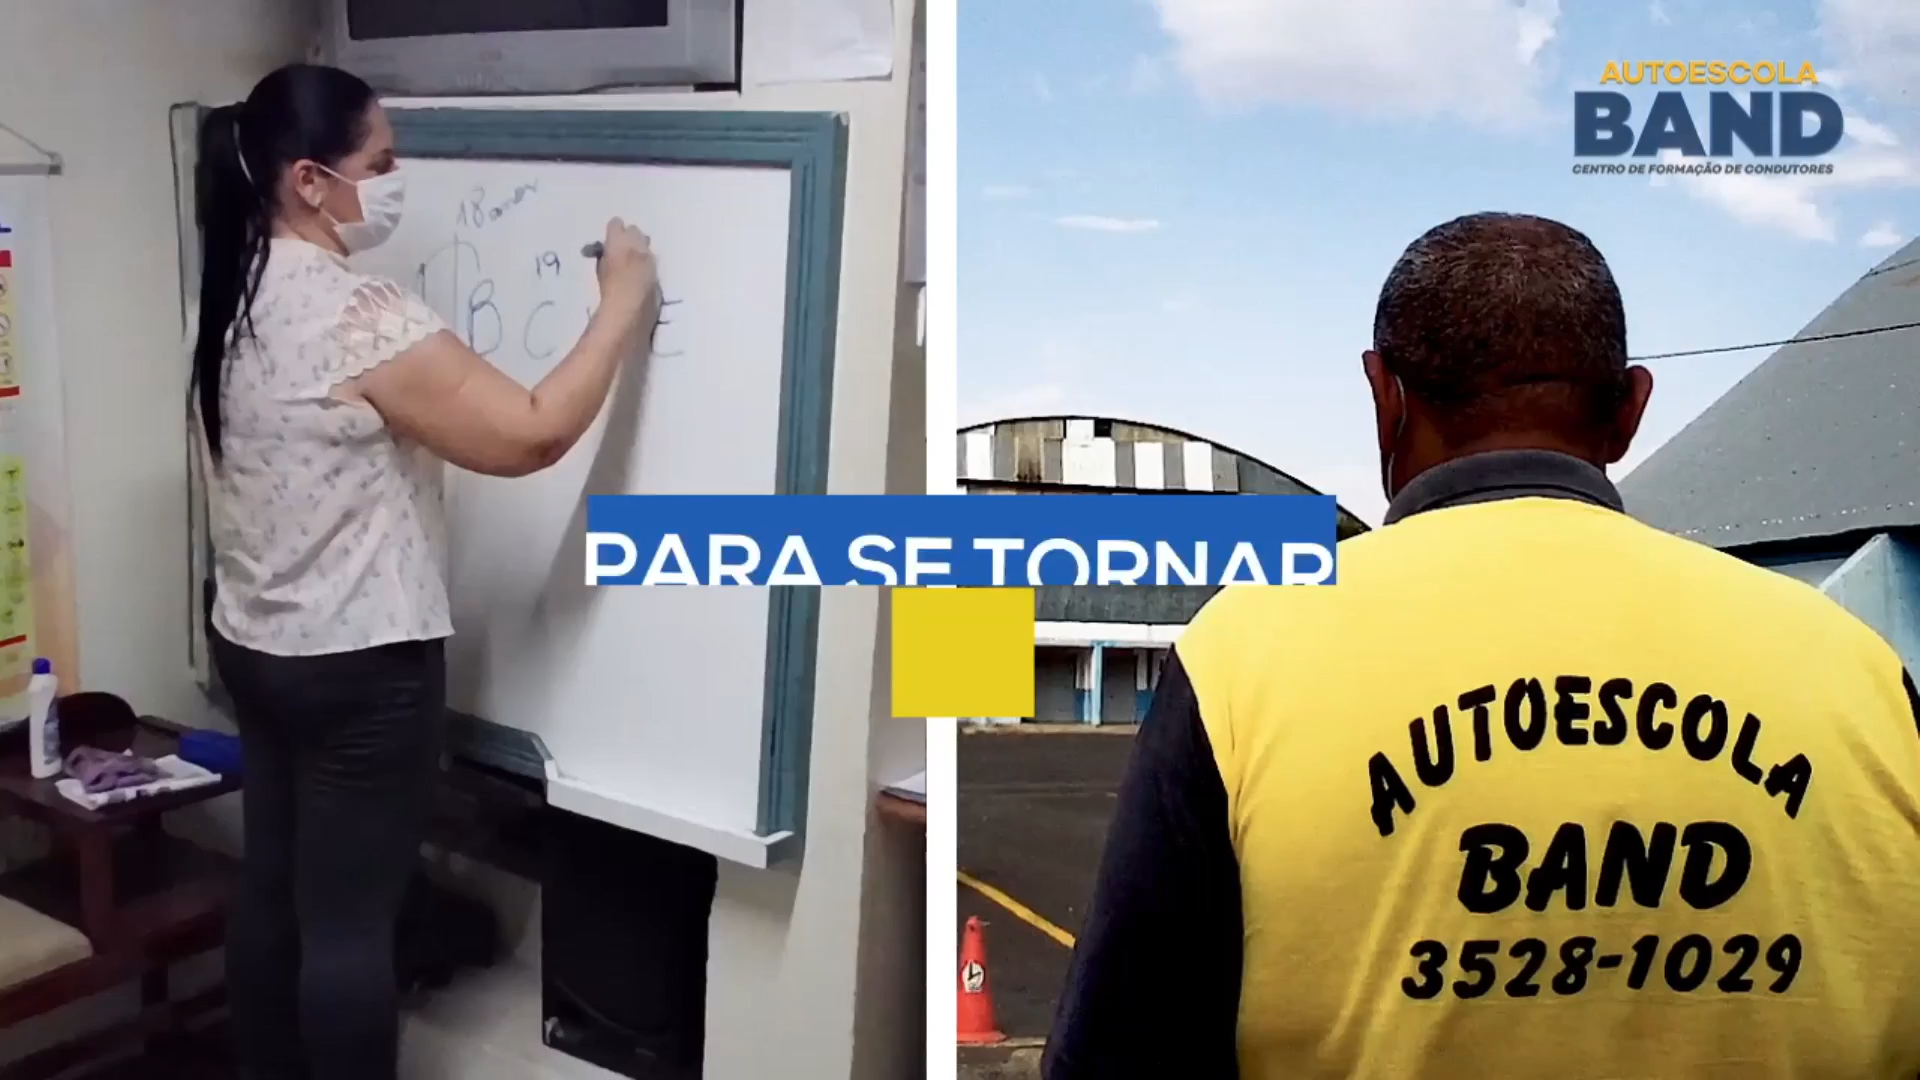 AUTOESCOLA
BAND
CENTRO DE FORMAÇÃO DE CONDUTORES
18 anos
19
B C E
PARA SE TORNAR
AUTOESCOLA
BAND
3528-1029